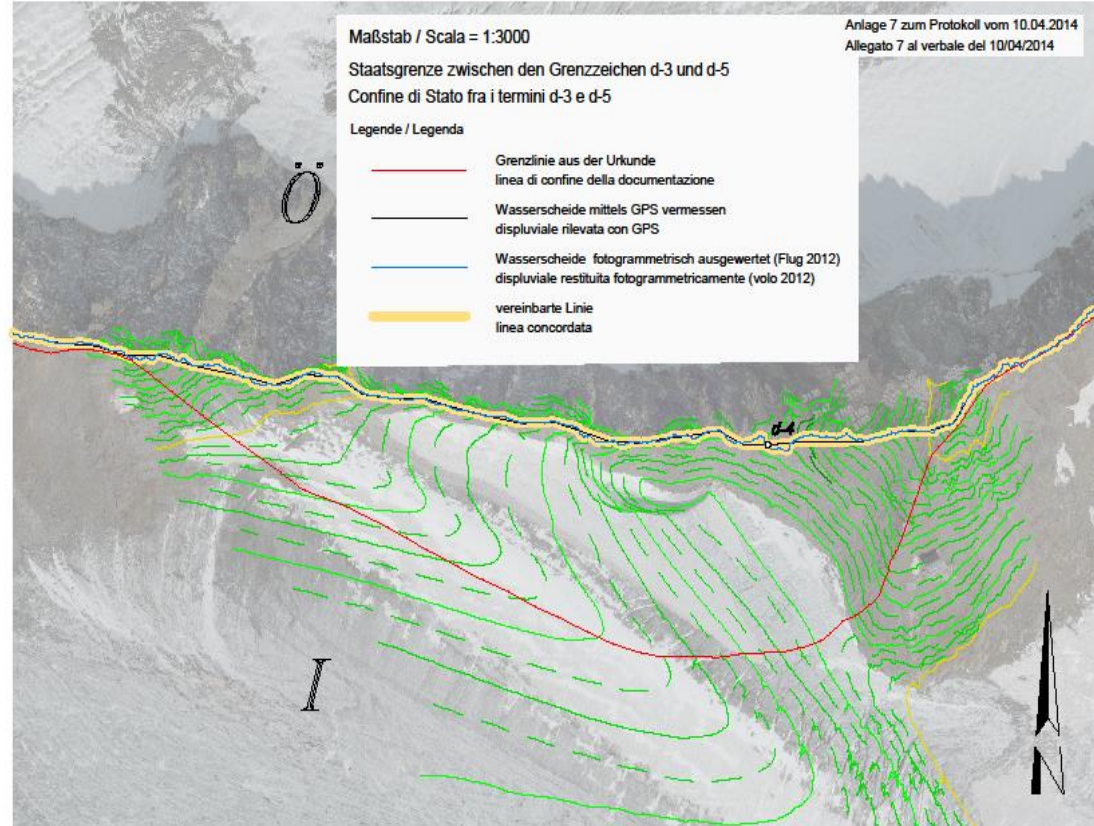 Maßstab / Scala = 1:3000
Staatsgrenze zwischen den Grenzzeichen d-3 und d-5
Confine di Stato fra i termini d-3 e d-5
Legende / Legenda
Grenzlinie aus der Urkunde
linea di confine della documentazione
Wasserscheide mittels GPS vermessen
displuviale rilevata con GPS
Wasserscheide fotogrammetrisch ausgewertet (Flug 2012)
displuviale restituita fotogrammetricamente (volo 2012)
vereinbarte Linie
linea concordata
Anlage 7 zum Protokoll vom 10.04.2014
Allegato 7 al verbale del 10/04/2014
Ö
d-4
I
N